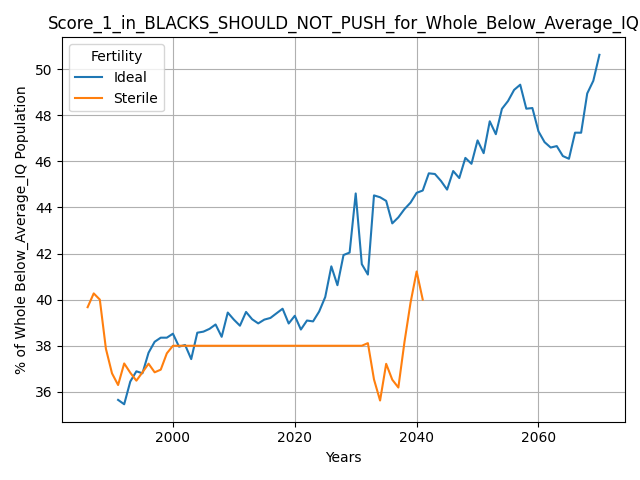 Score_1_in_BLACKS_SHOULD_NOT_PUSH_for_Whole_Below_Average_IQ
Fertility
Ideal
Sterile
% of Whole Below_Average_IQ Population
50
48
46
44
42
40
38
36
2000
2020
2040
2060
Years